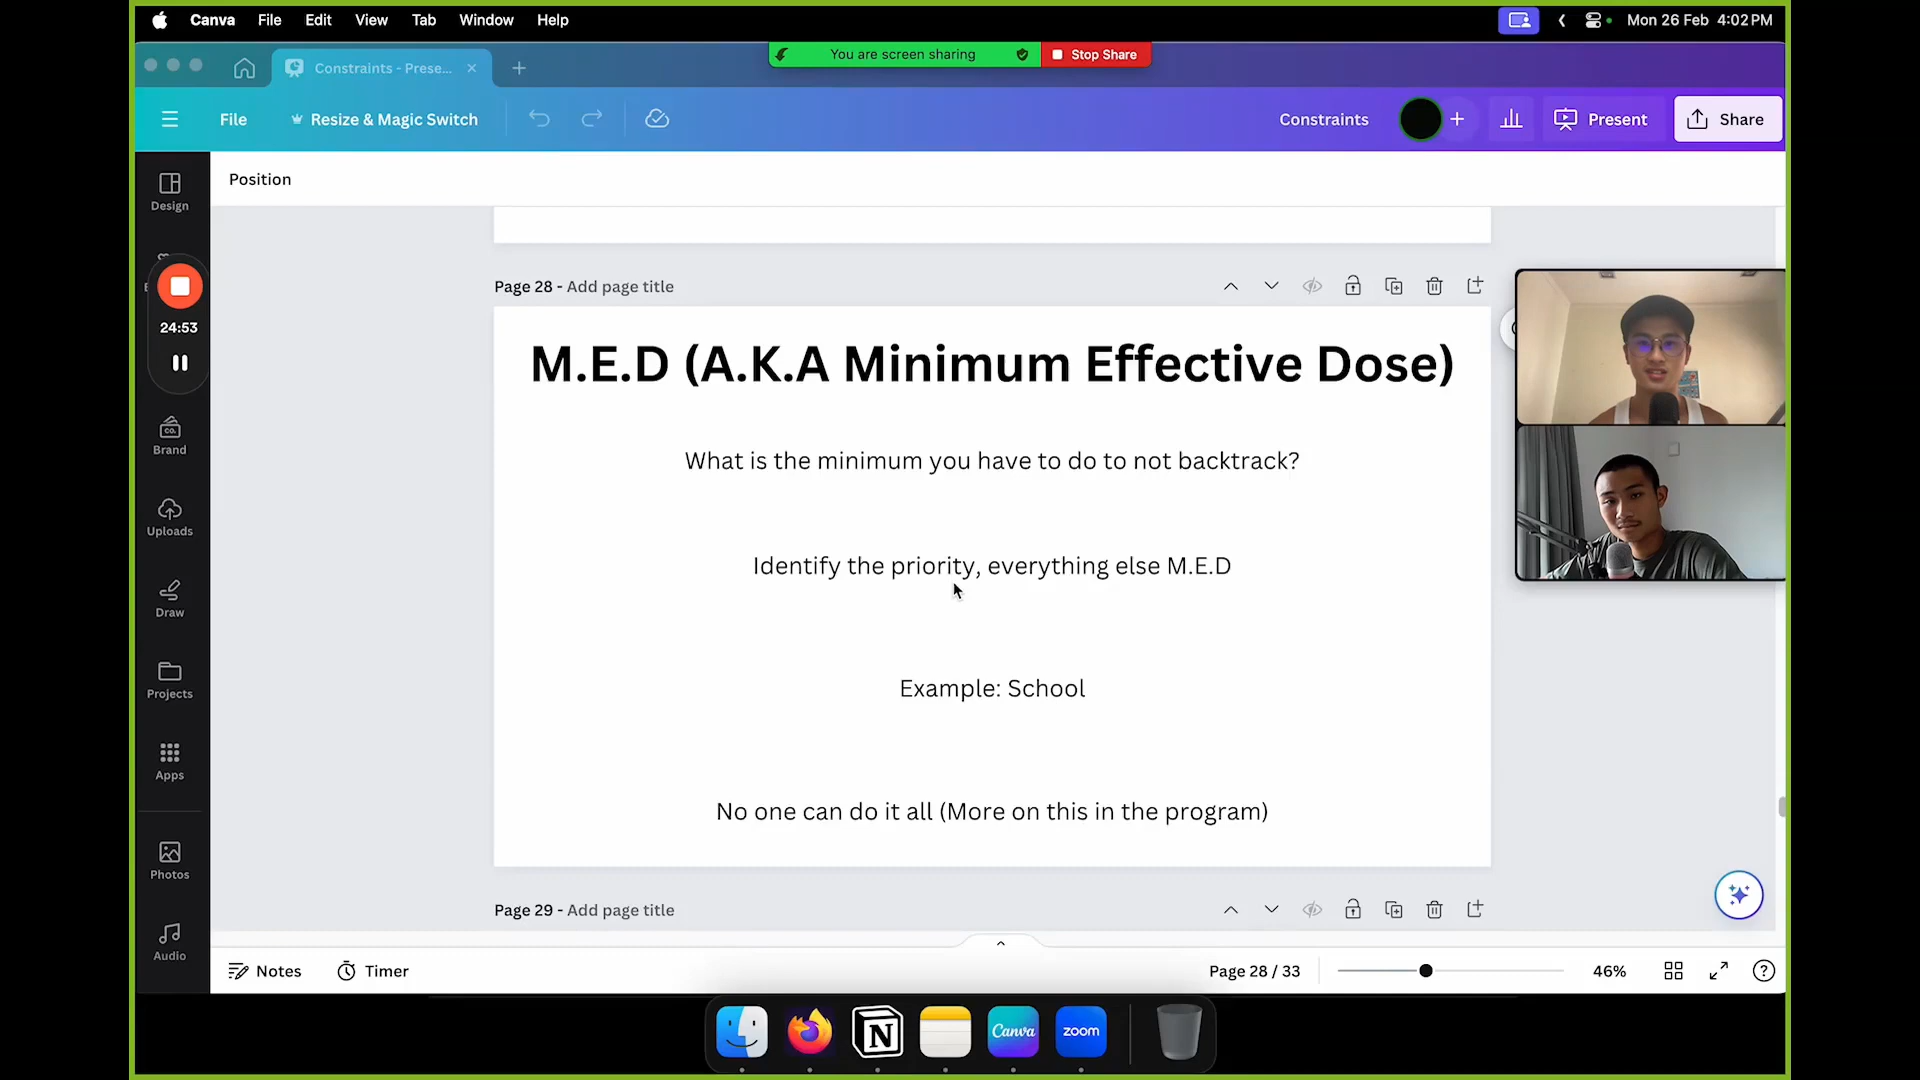 Canva File Edit View Tab Window Help
Mon 26 Feb 4:02 PM
You are screen sharing
Stop Share
Constraints - Prese...
File
Resize & Magic Switch
Constraints
Present
Share
Design
Position
24:53
Brand
Uploads
Draw
Projects
Apps
Photos
Audio
Page 28 - Add page title
M.E.D (A.K.A Minimum Effective Dose)
What is the minimum you have to do to not backtrack?
Identify the priority, everything else M.E.D
Example: School
No one can do it all (More on this in the program)
Page 29 - Add page title
Notes
Timer
Page 28 / 33
46%
Canva
zoom